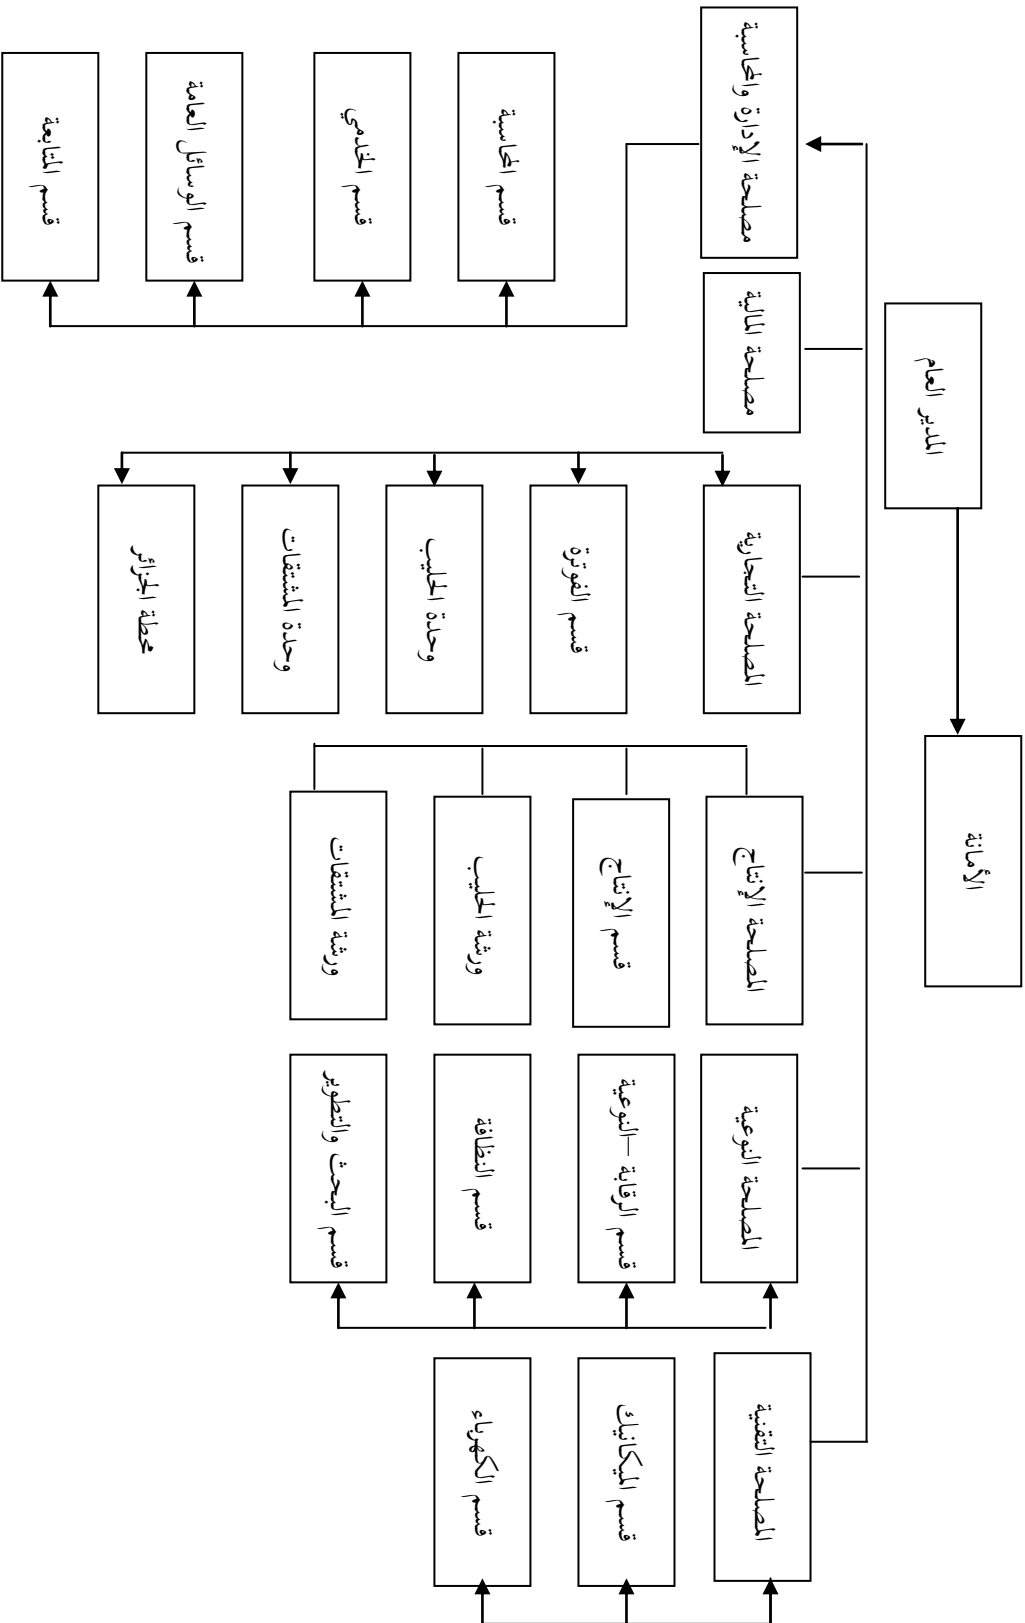 المدير العام
الأمانة
مصلحة الإدارة والمحاسبة
مصلحة المالية
المصلحة التجارية
المصلحة الإنتاج
المصلحة النوعية
المصلحة التقنية
قسم المحاسبة
قسم الخدمي
قسم الوسائل العامة
قسم المتابعة
قسم الفوترة
وحدة الحليب
وحدة المشتقات
محطة الجزائر
قسم الإنتاج
ورشة الحليب
ورشة المشتقات
قسم الرقابة –النوعية
قسم النظافة
قسم البحث والتطوير
قسم الميكانيك
قسم الكهرباء